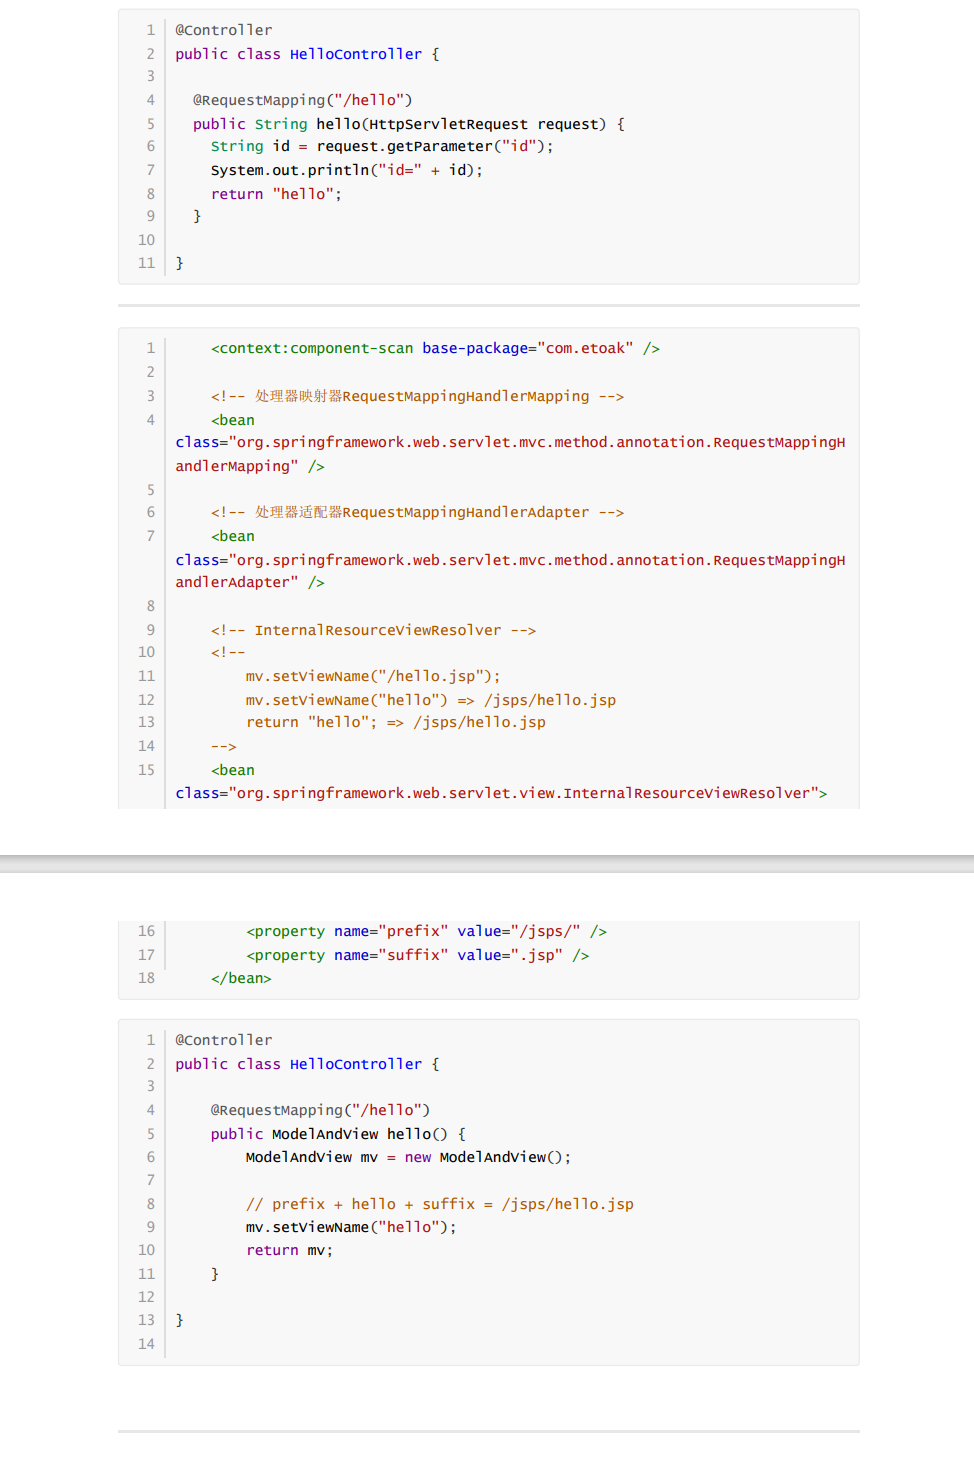 1 @Controller
2 public class HelloController {
3
4 @RequestMapping("/hello")
5 public String hello(HttpServletRequest request) {
6 String id = request.getParameter("id");
7 System.out.println("id=" + id);
8 return "hello";
9 }
10
11 }
1 <context:component-scan base-package="com.etoak" />
2
3 <!-- 处理器映射器RequestMappingHandlerMapping -->
4 <bean
class="org.springframework.web.servlet.mvc.method.annotation.RequestMappingH
andlerMapping" />
5
6 <!-- 处理器适配器RequestMappingHandlerAdapter -->
7 <bean
class="org.springframework.web.servlet.mvc.method.annotation.RequestMappingH
andlerAdapter" />
8
9 <!-- InternalResourceViewResolver -->
10 <!--
11 mv.setViewName("/hello.jsp");
12 mv.setViewName("hello") => /jsps/hello.jsp
13 return "hello"; => /jsps/hello.jsp
14 -->
15 <bean
class="org.springframework.web.servlet.view.InternalResourceViewResolver">
16 <property name="prefix" value="/jsps/" />
17 <property name="suffix" value=".jsp" />
18 </bean>
1 @Controller
2 public class HelloController {
3
4 @RequestMapping("/hello")
5 public ModelAndView hello() {
6 ModelAndView mv = new ModelAndView();
7
8 // prefix + hello + suffix = /jsps/hello.jsp
9 mv.setViewName("hello");
10 return mv;
11 }
12
13 }
14